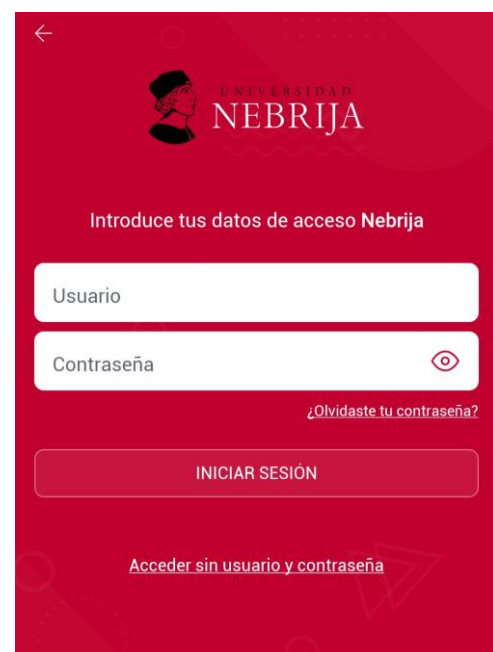 UNIVERSIDAD
NEBRIJA
Introduce tus datos de acceso Nebrija
Usuario
Contraseña
¿Olvidaste tu contraseña?
INICIAR SESIÓN
Acceder sin usuario y contraseña